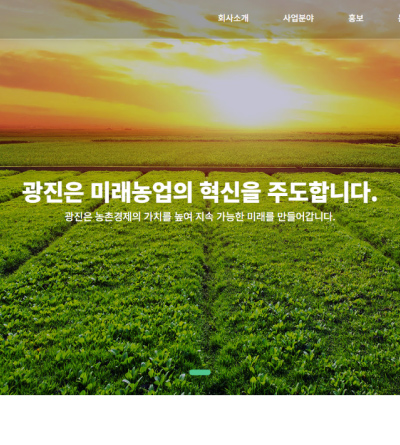 회사소개 사업분야 홍보
광진은 미래농업의 혁신을 주도합니다.
광진은 농촌경제의 가치를 높여 지속 가능한 미래를 만들어갑니다.